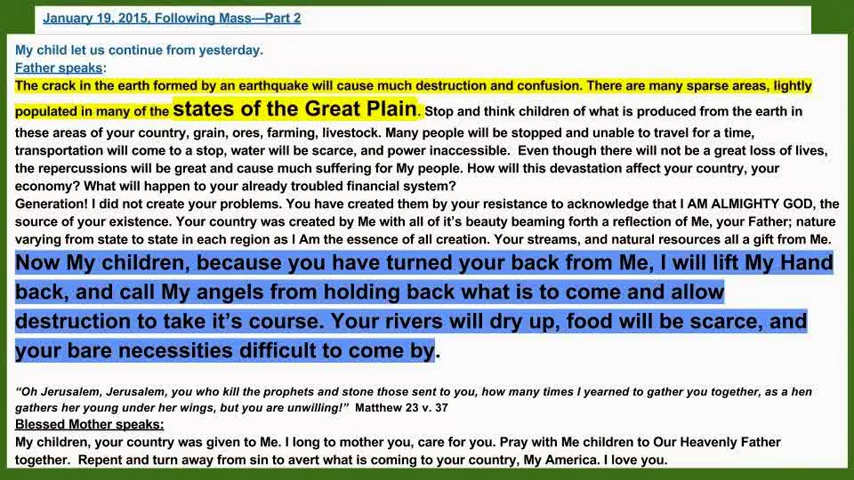 January 19, 2015, Following Mass—Part 2
My child let us continue from yesterday.
Father speaks:
The crack in the earth formed by an earthquake will cause much destruction and confusion. There are many sparse areas, lightly
populated in many of the states of the Great Plain. Stop and think children of what is produced from the earth in
these areas of your country, grain, ores, farming, livestock. Many people will be stopped and unable to travel for a time,
transportation will come to a stop, water will be scarce, and power inaccessible.  Even though there will not be a great loss of lives,
the repercussions will be great and cause much suffering for My people. How will this devastation affect your country, your
economy? What will happen to your already troubled financial system?
Generation! I did not create your problems. You have created them by your resistance to acknowledge that I AM ALMIGHTY GOD, the
source of your existence. Your country was created by Me with all of it's beauty beaming forth a reflection of Me, your Father; nature
varying from state to state in each region as I Am the essence of all creation. Your streams, and natural resources all a gift from Me.
Now My children, because you have turned your back from Me, I will lift My Hand
back, and call My angels from holding back what is to come and allow
destruction to take it's course. Your rivers will dry up, food will be scarce, and
your bare necessities difficult to come by.
“Oh Jerusalem, Jerusalem, you who kill the prophets and stone those sent to you, how many times I yearned to gather you together, as a hen
gathers her young under her wings, but you are unwilling!”  Matthew 23 v. 37
Blessed Mother speaks:
My children, your country was given to Me. I long to mother you, care for you. Pray with Me children to Our Heavenly Father
together.  Repent and turn away from sin to avert what is coming to your country, My America. I love you.